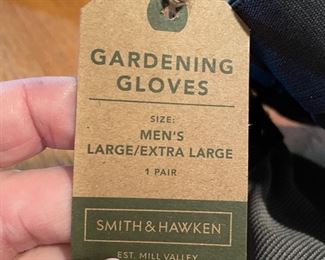 GARDENING
GLOVES
SIZE:
MEN'S
LARGE/EXTRA LARGE
1 PAIR
SMITH & HAWKEN
EST. MILL VALLEY